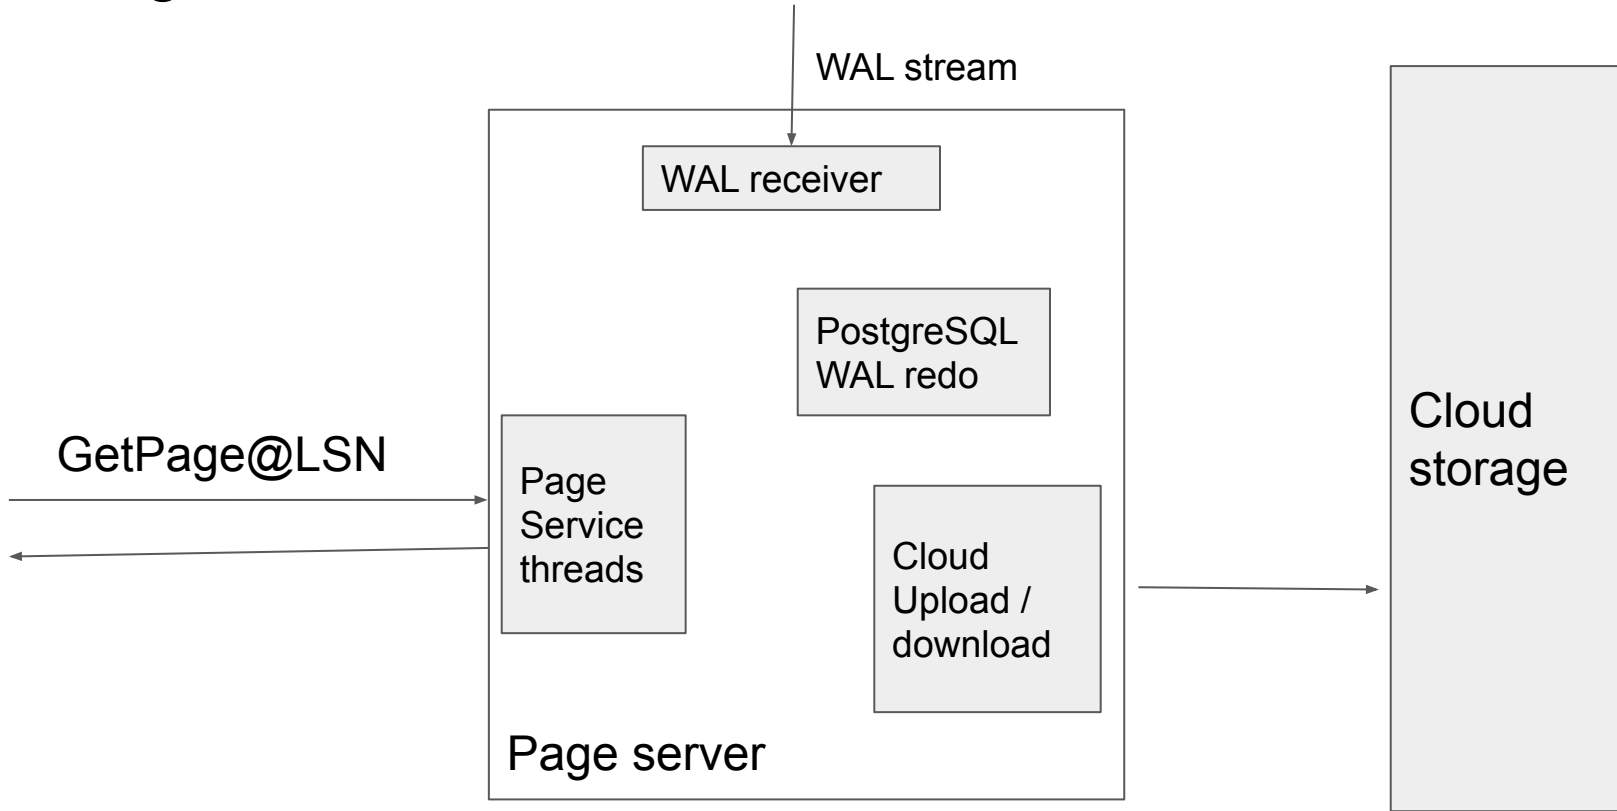 WAL stream
WAL receiver
PostgreSQL
WAL redo
GetPage@LSN
Page
Service
threads
Cloud
Upload /
download
Page server
Cloud
storage